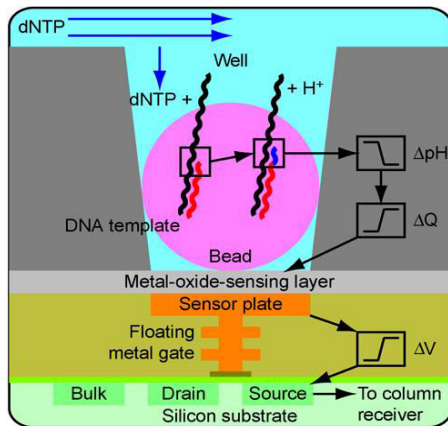 dNTP
Well
dNTP +
+ H⁺
ΔpH
ΔQ
DNA template
Bead
Metal-oxide-sensing layer
Sensor plate
Floating
metal gate
ΔV
Bulk
Drain
Source
To column
receiver
Silicon substrate